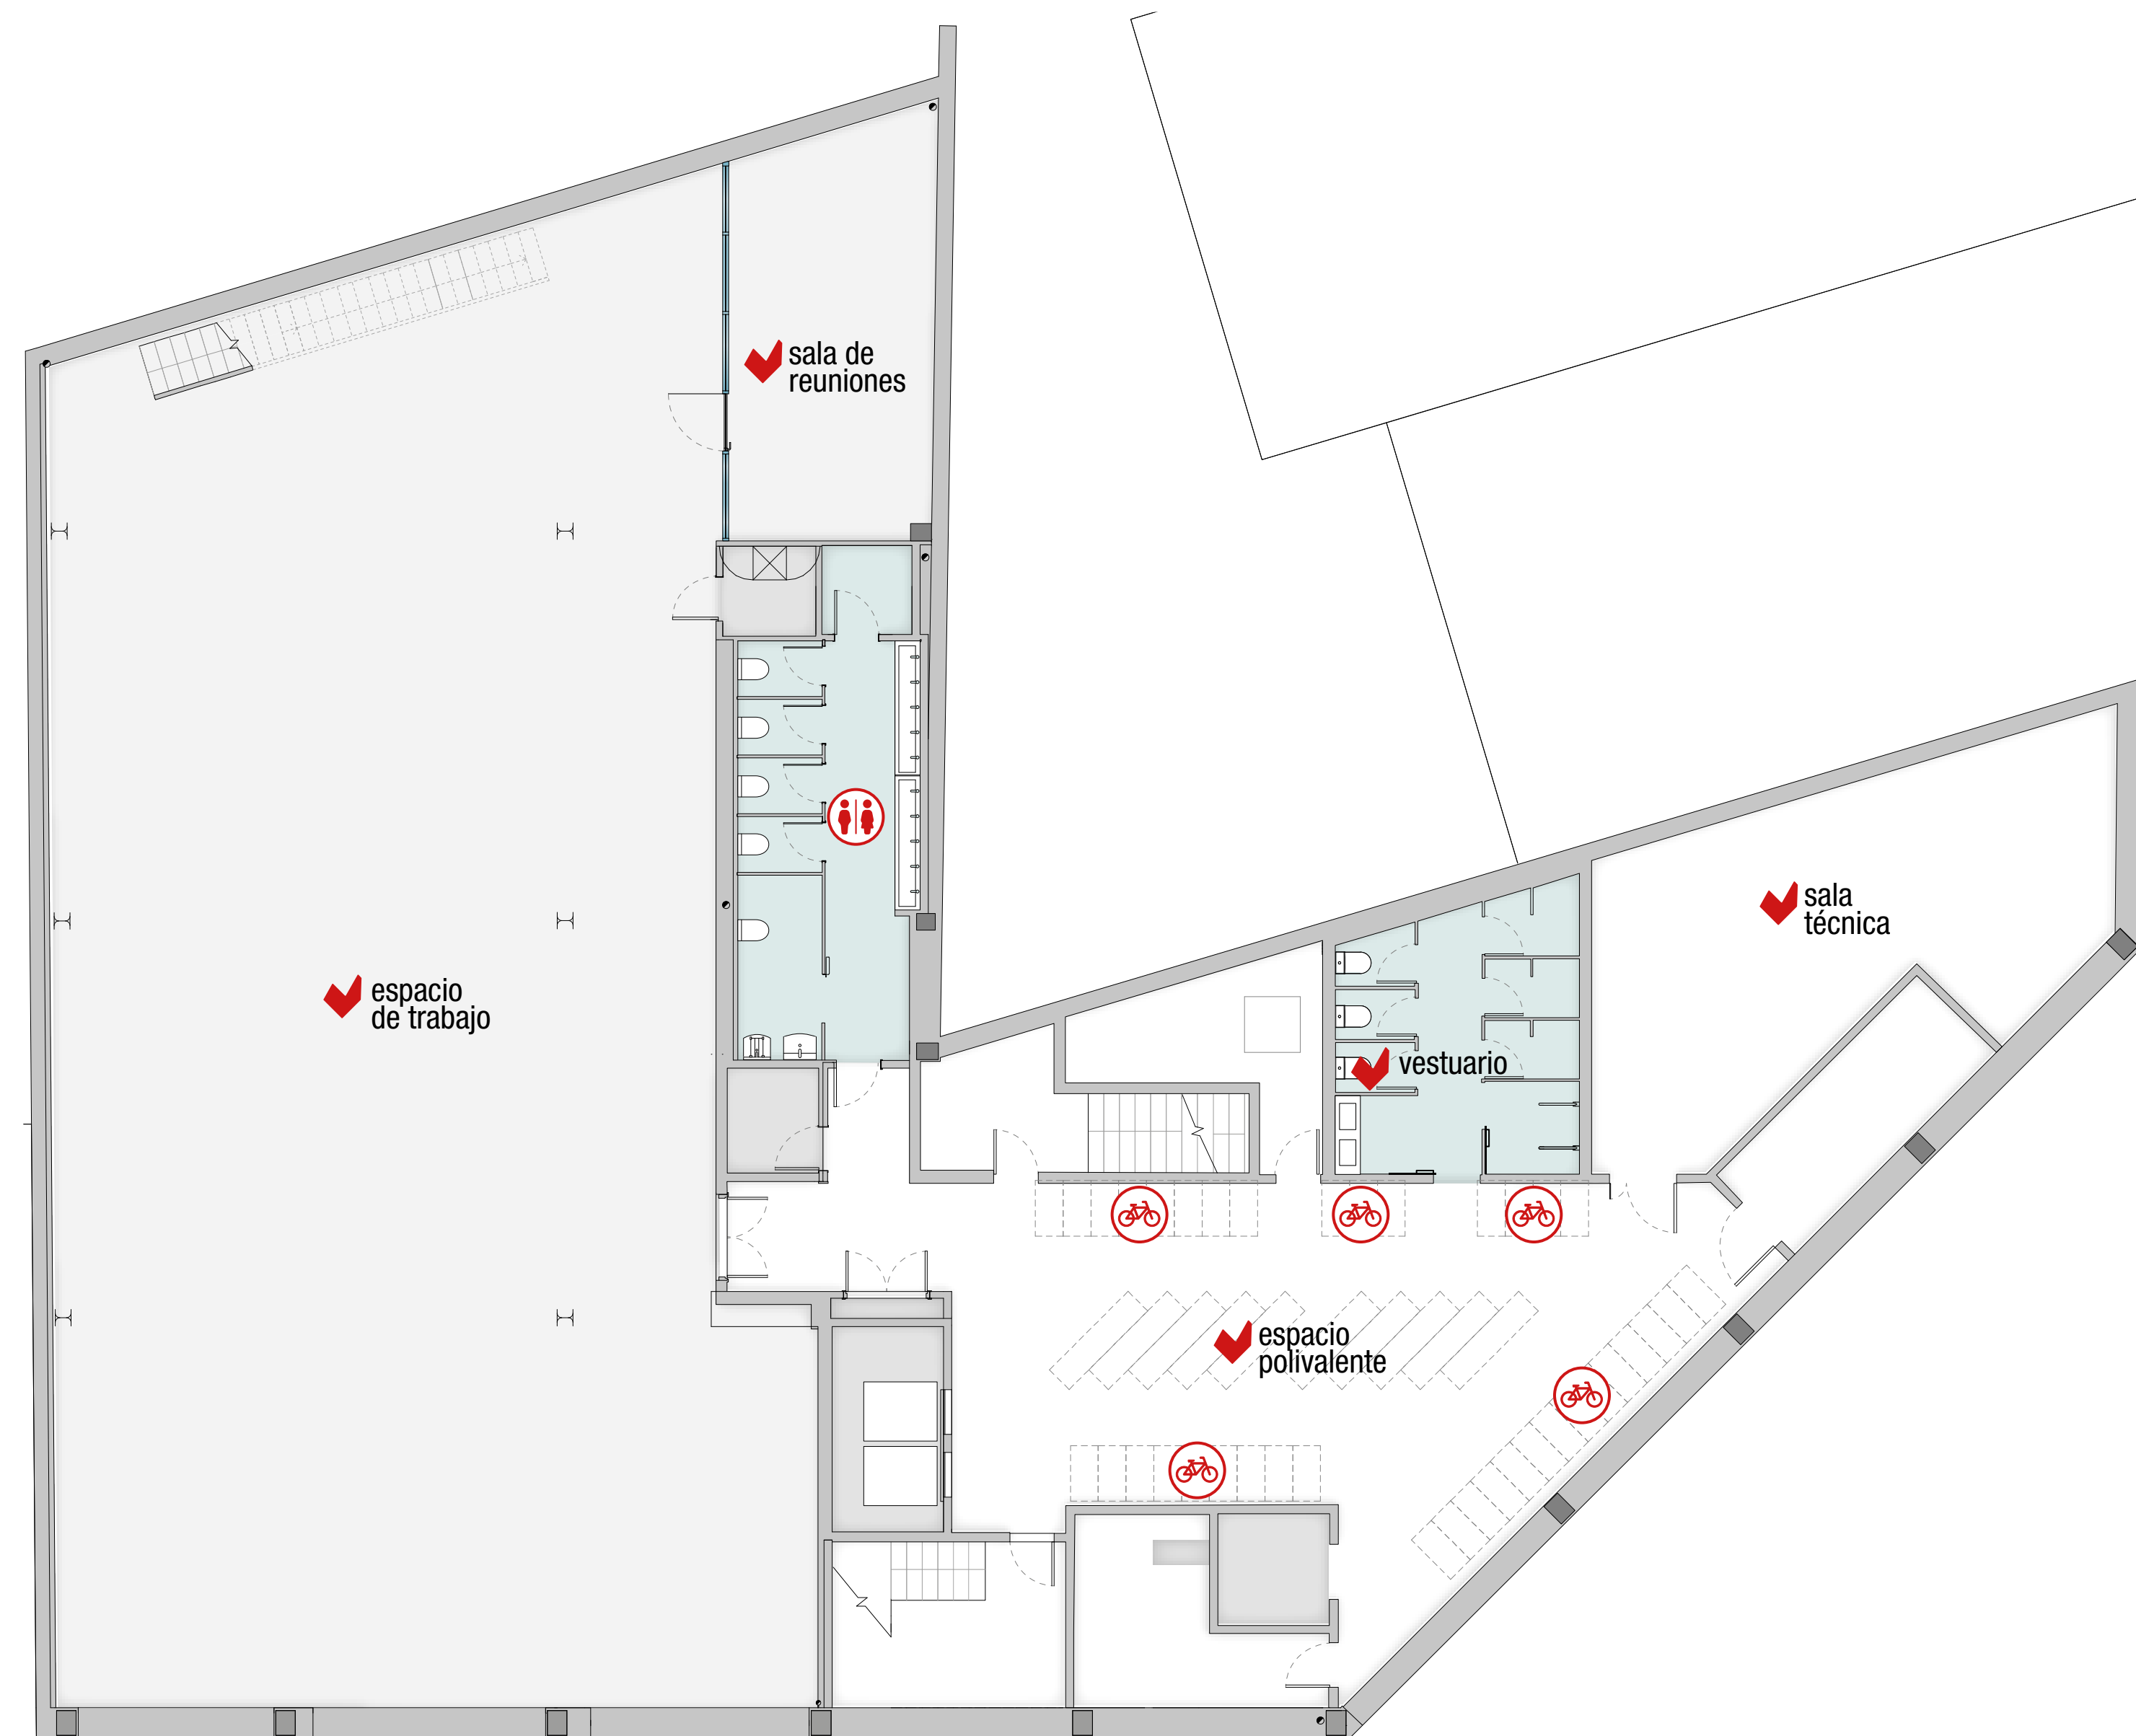 sala de
reuniones
sala
técnica
espacio
de trabajo
vestuario
espacio
polivalente